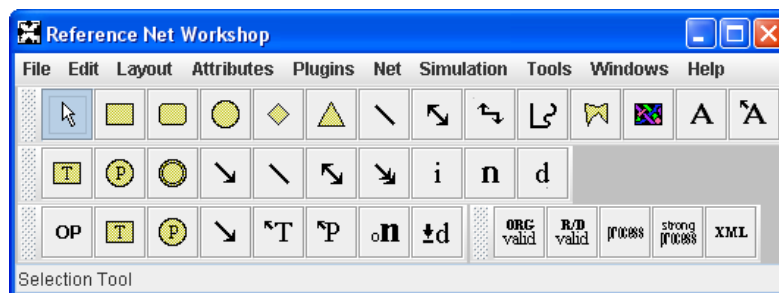 Reference Net Workshop
File Edit Layout Attributes Plugins Net Simulation Tools Windows Help
A A
T P i n d
OP T P T P on d ORG valid R/D valid process strong process XML
Selection Tool